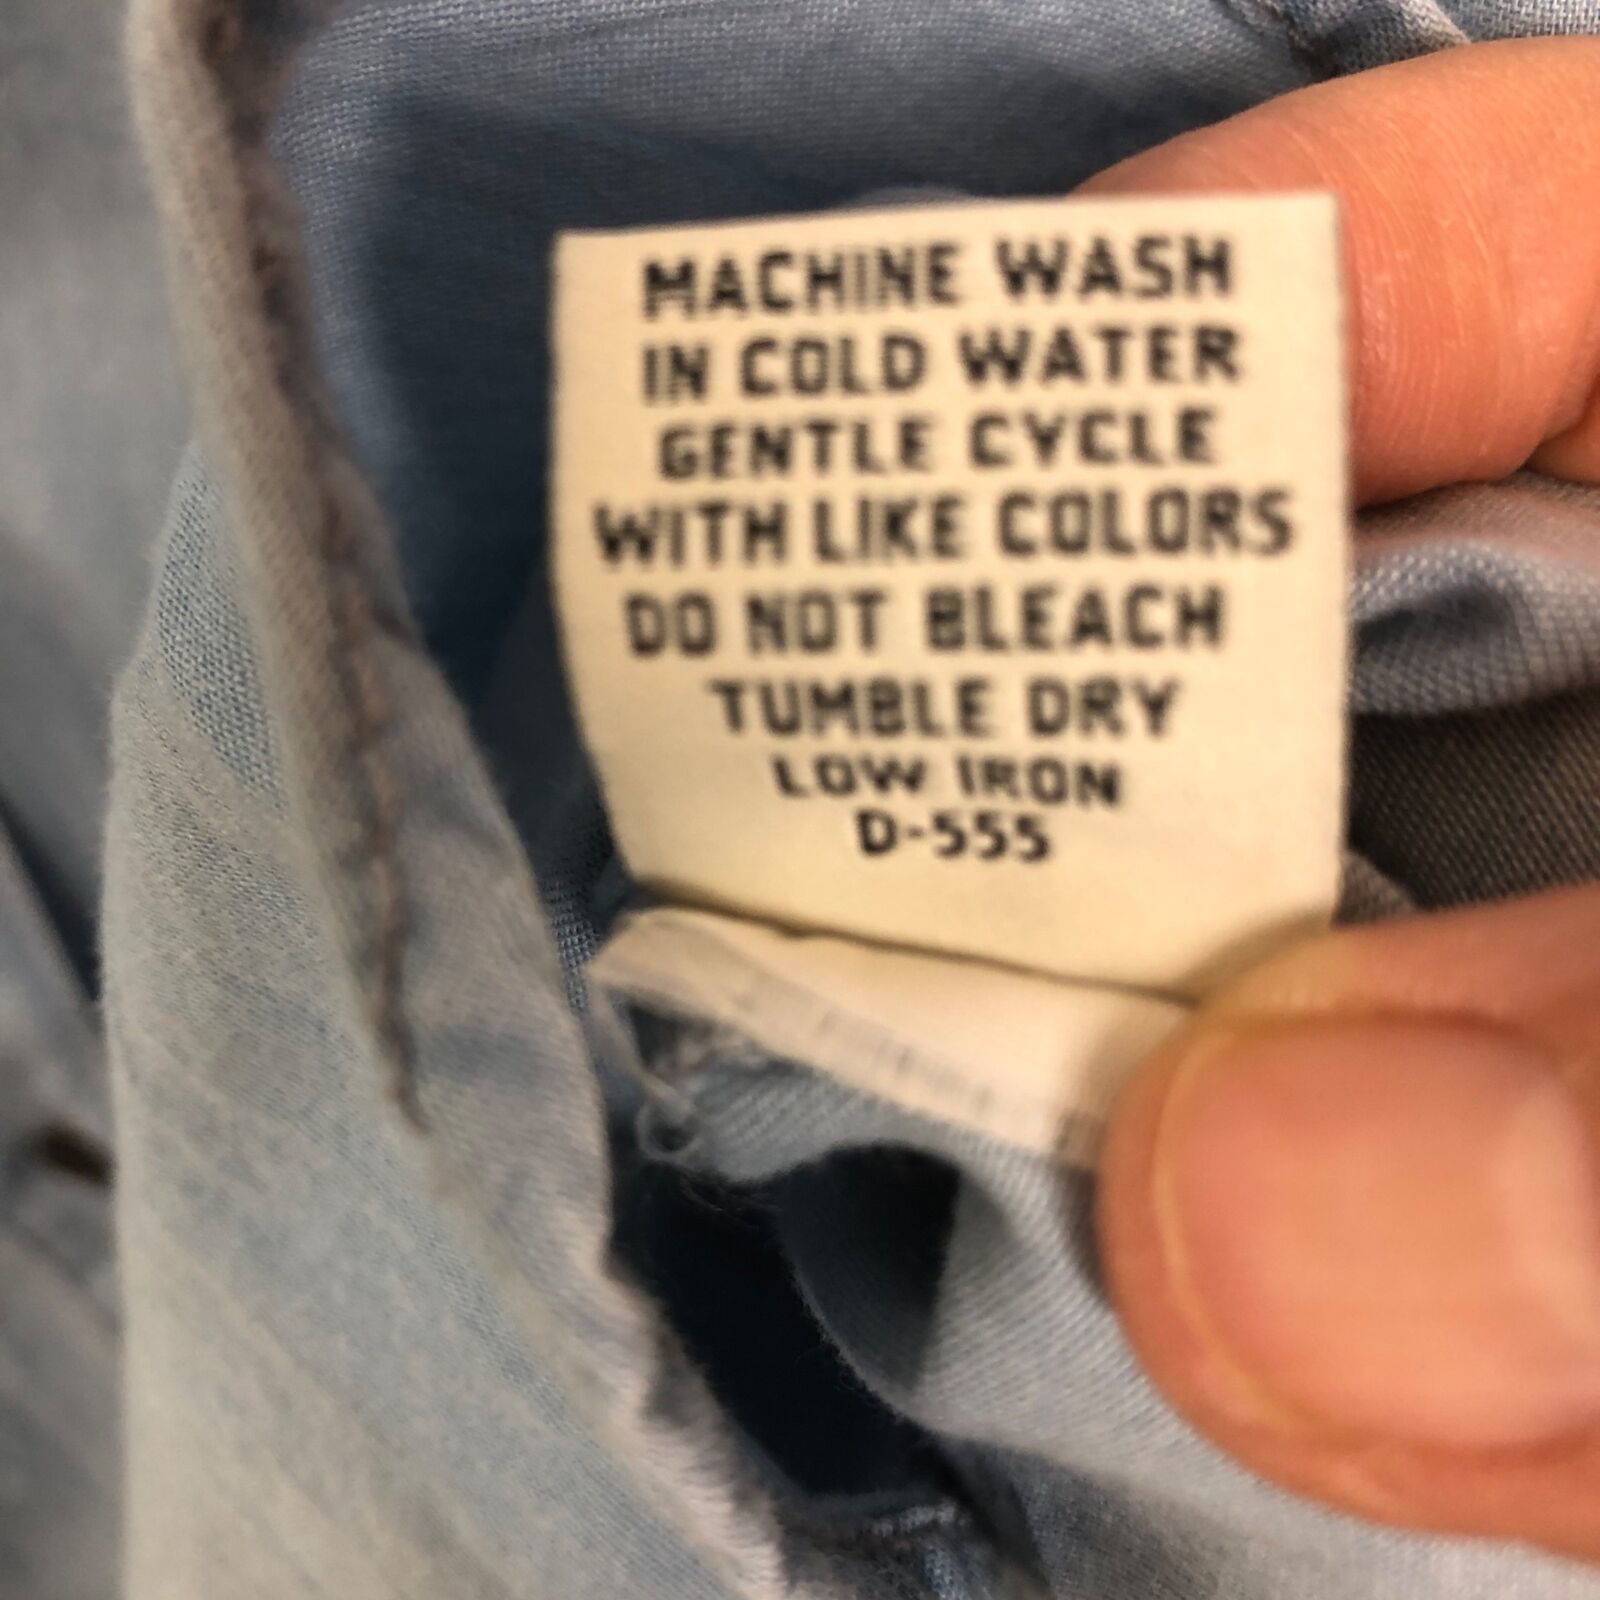 MACHINE WASH
IN COLD WATER
GENTLE CYCLE
WITH LIKE COLORS
DO NOT BLEACH
TUMBLE DRY
LOW IRON
D-555